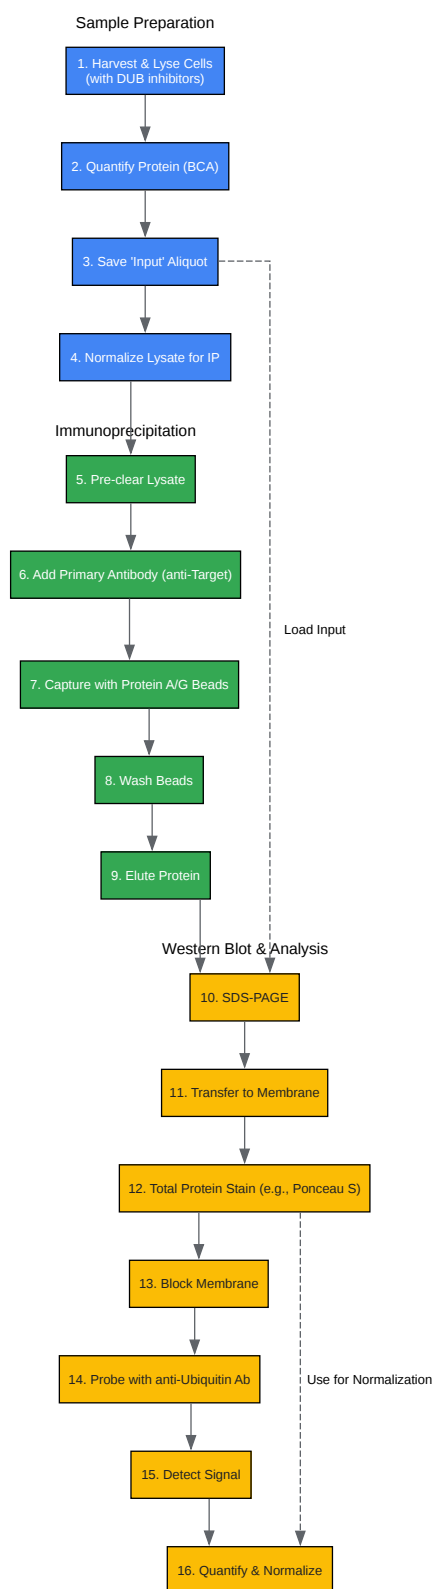 Sample Preparation
1. Harvest & Lyse Cells
(with DUB inhibitors)
2. Quantify Protein (BCA)
3. Save 'Input' Aliquot
4. Normalize Lysate for IP
Immunoprecipitation
5. Pre-clear Lysate
6. Add Primary Antibody (anti-Target)
Load Input
7. Capture with Protein A/G Beads
8. Wash Beads
9. Elute Protein
Western Blot & Analysis
10. SDS-PAGE
11. Transfer to Membrane
12. Total Protein Stain (e.g., Ponceau S)
13. Block Membrane
14. Probe with anti-Ubiquitin Ab
Use for Normalization
15. Detect Signal
16. Quantify & Normalize